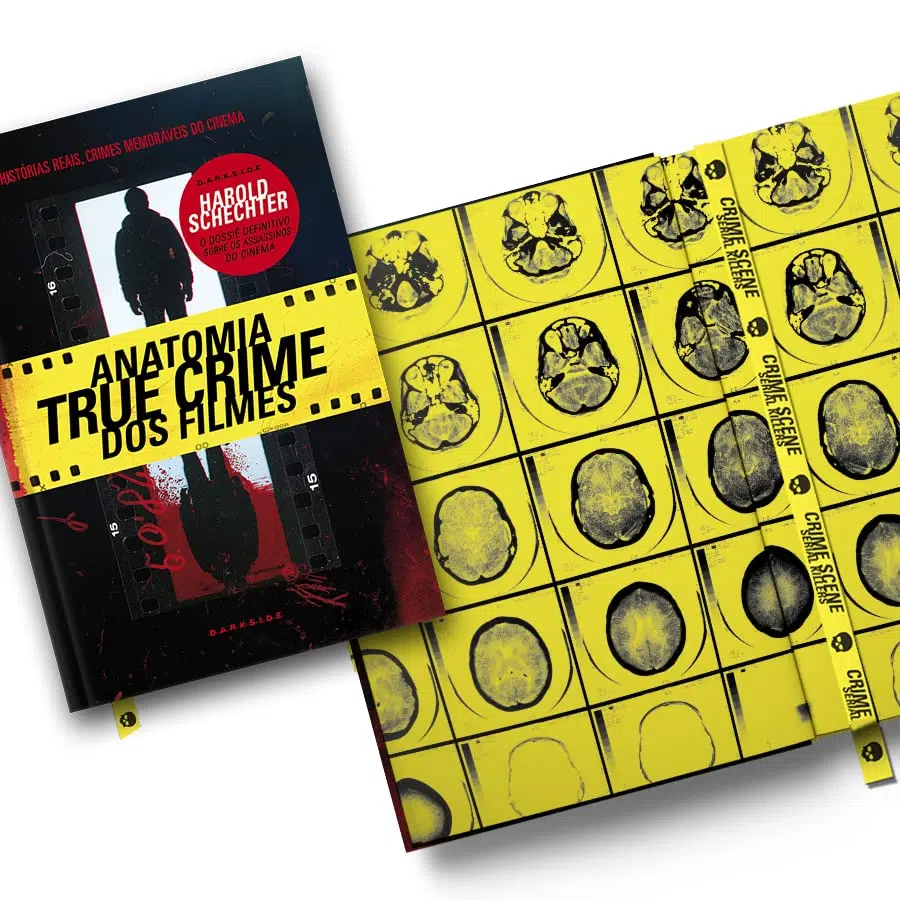 HISTÓRIAS REAIS, CRIMES MEMORÁVEIS DO CINEMA
DARKSIDE
HAROLD
SCHECHTER
O DOSSIÊ DEFINITIVO
SOBRE OS ASSASSINOS
DO CINEMA
16
ANATOMIA
TRUE CRIME
DOS FILMES
15
15
DARKSIDE
CRIME SCENE
SERIAL KILLERS
CRIME SCENE
SERIAL KILLERS
CRIME SCENE
SERIAL KILLERS
CRIME
SERIAL